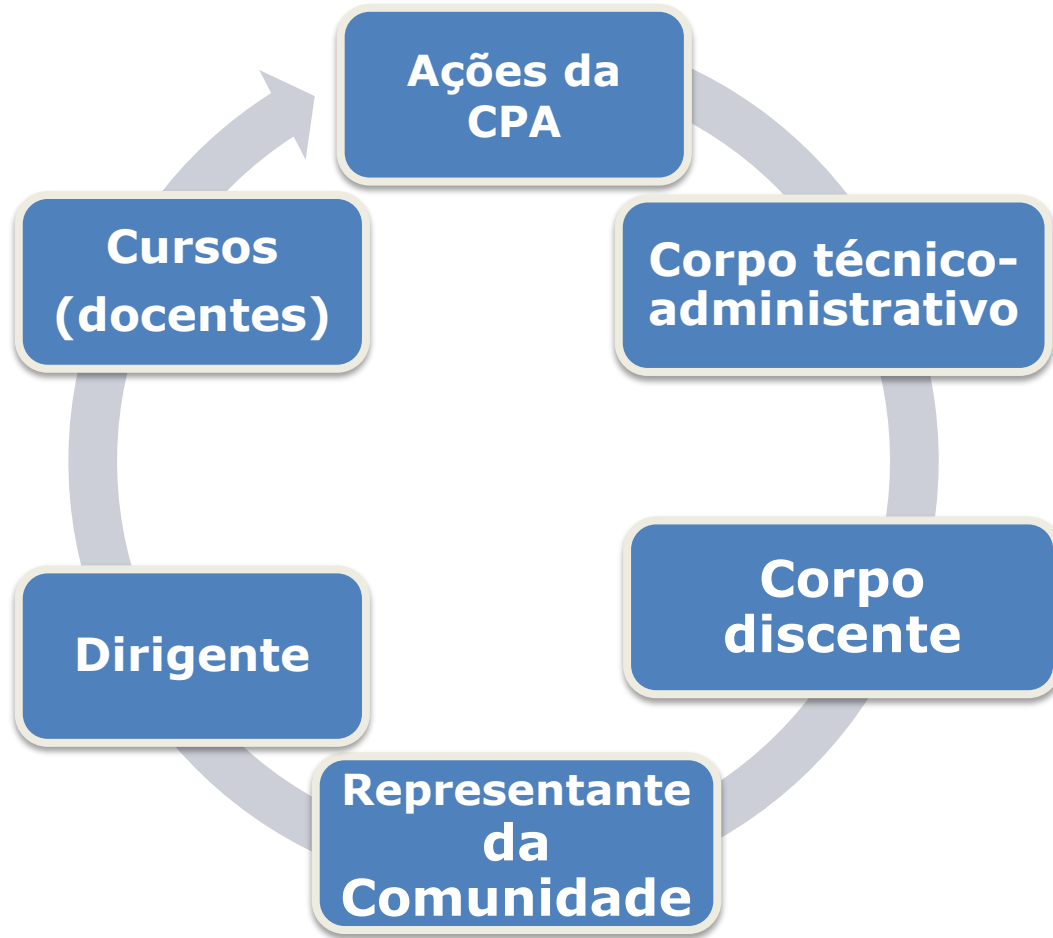 Ações da
CPA
Corpo técnico-
administrativo
Corpo
discente
Representante
da
Comunidade
Dirigente
Cursos
(docentes)